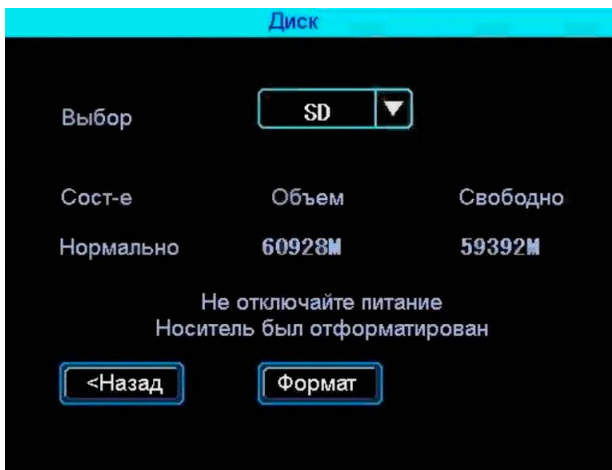 Диск
Выбор SD
Сост-е Объем Свободно
Нормально 60928M 59392M
Не отключайте питание
Носитель был отформатирован
<Назад Формат